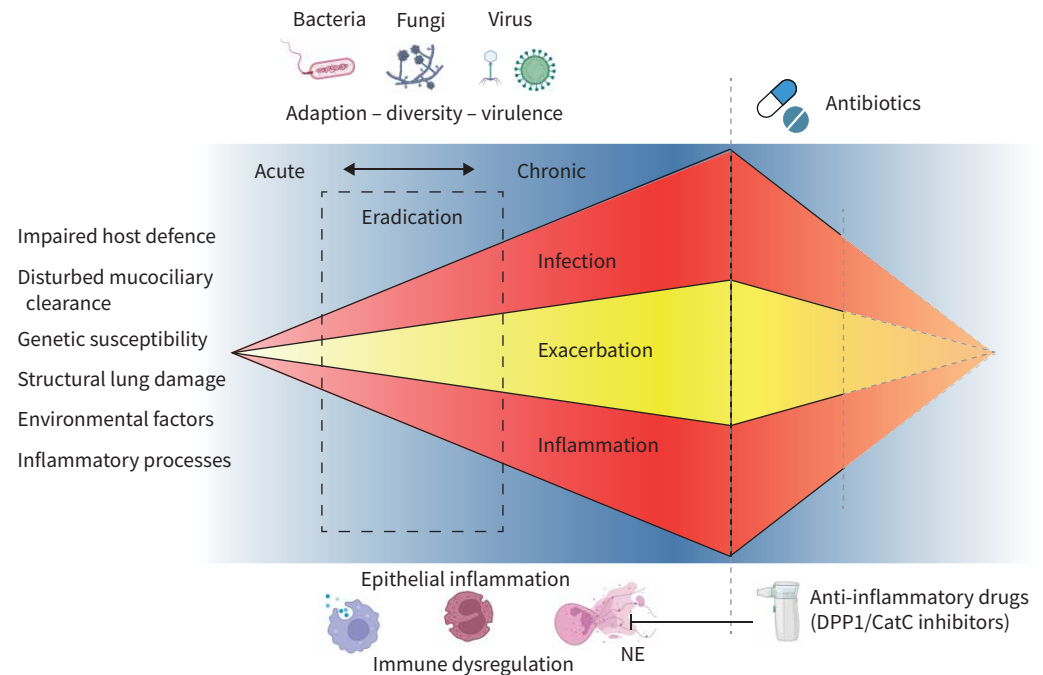 Bacteria
Fungi
Virus
Adaption – diversity – virulence
Antibiotics
Acute
Chronic
Eradication
Impaired host defence
Disturbed mucociliary
clearance
Genetic susceptibility
Structural lung damage
Environmental factors
Inflammatory processes
Infection
Exacerbation
Inflammation
Epithelial inflammation
Immune dysregulation
NE
Anti-inflammatory drugs
(DPP1/CatC inhibitors)